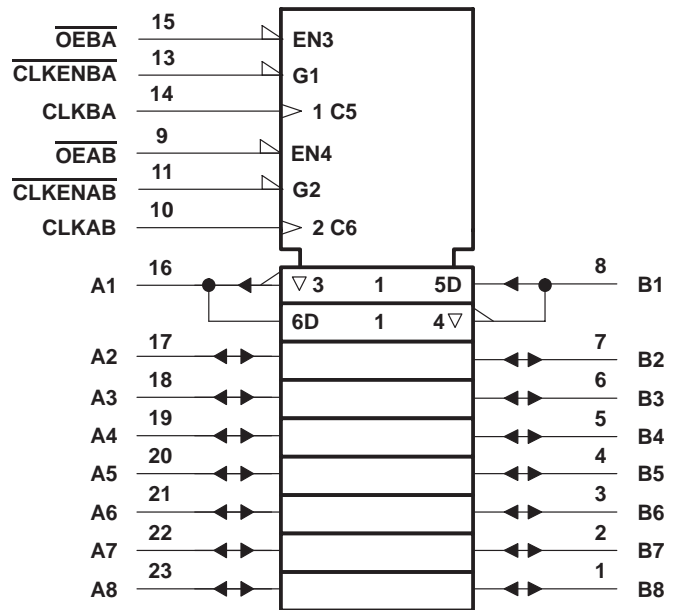 15
OEBA
EN3
13
CLKENBA
G1
14
CLKBA
1 C5
9
OEAB
EN4
11
CLKENAB
G2
10
CLKAB
2 C6
16
8
A1
▽ 3 1 5D
B1
6D 1 4 ▽
17
7
A2
B2
18
6
A3
B3
19
5
A4
B4
20
4
A5
B5
21
3
A6
B6
22
2
A7
B7
23
1
A8
B8